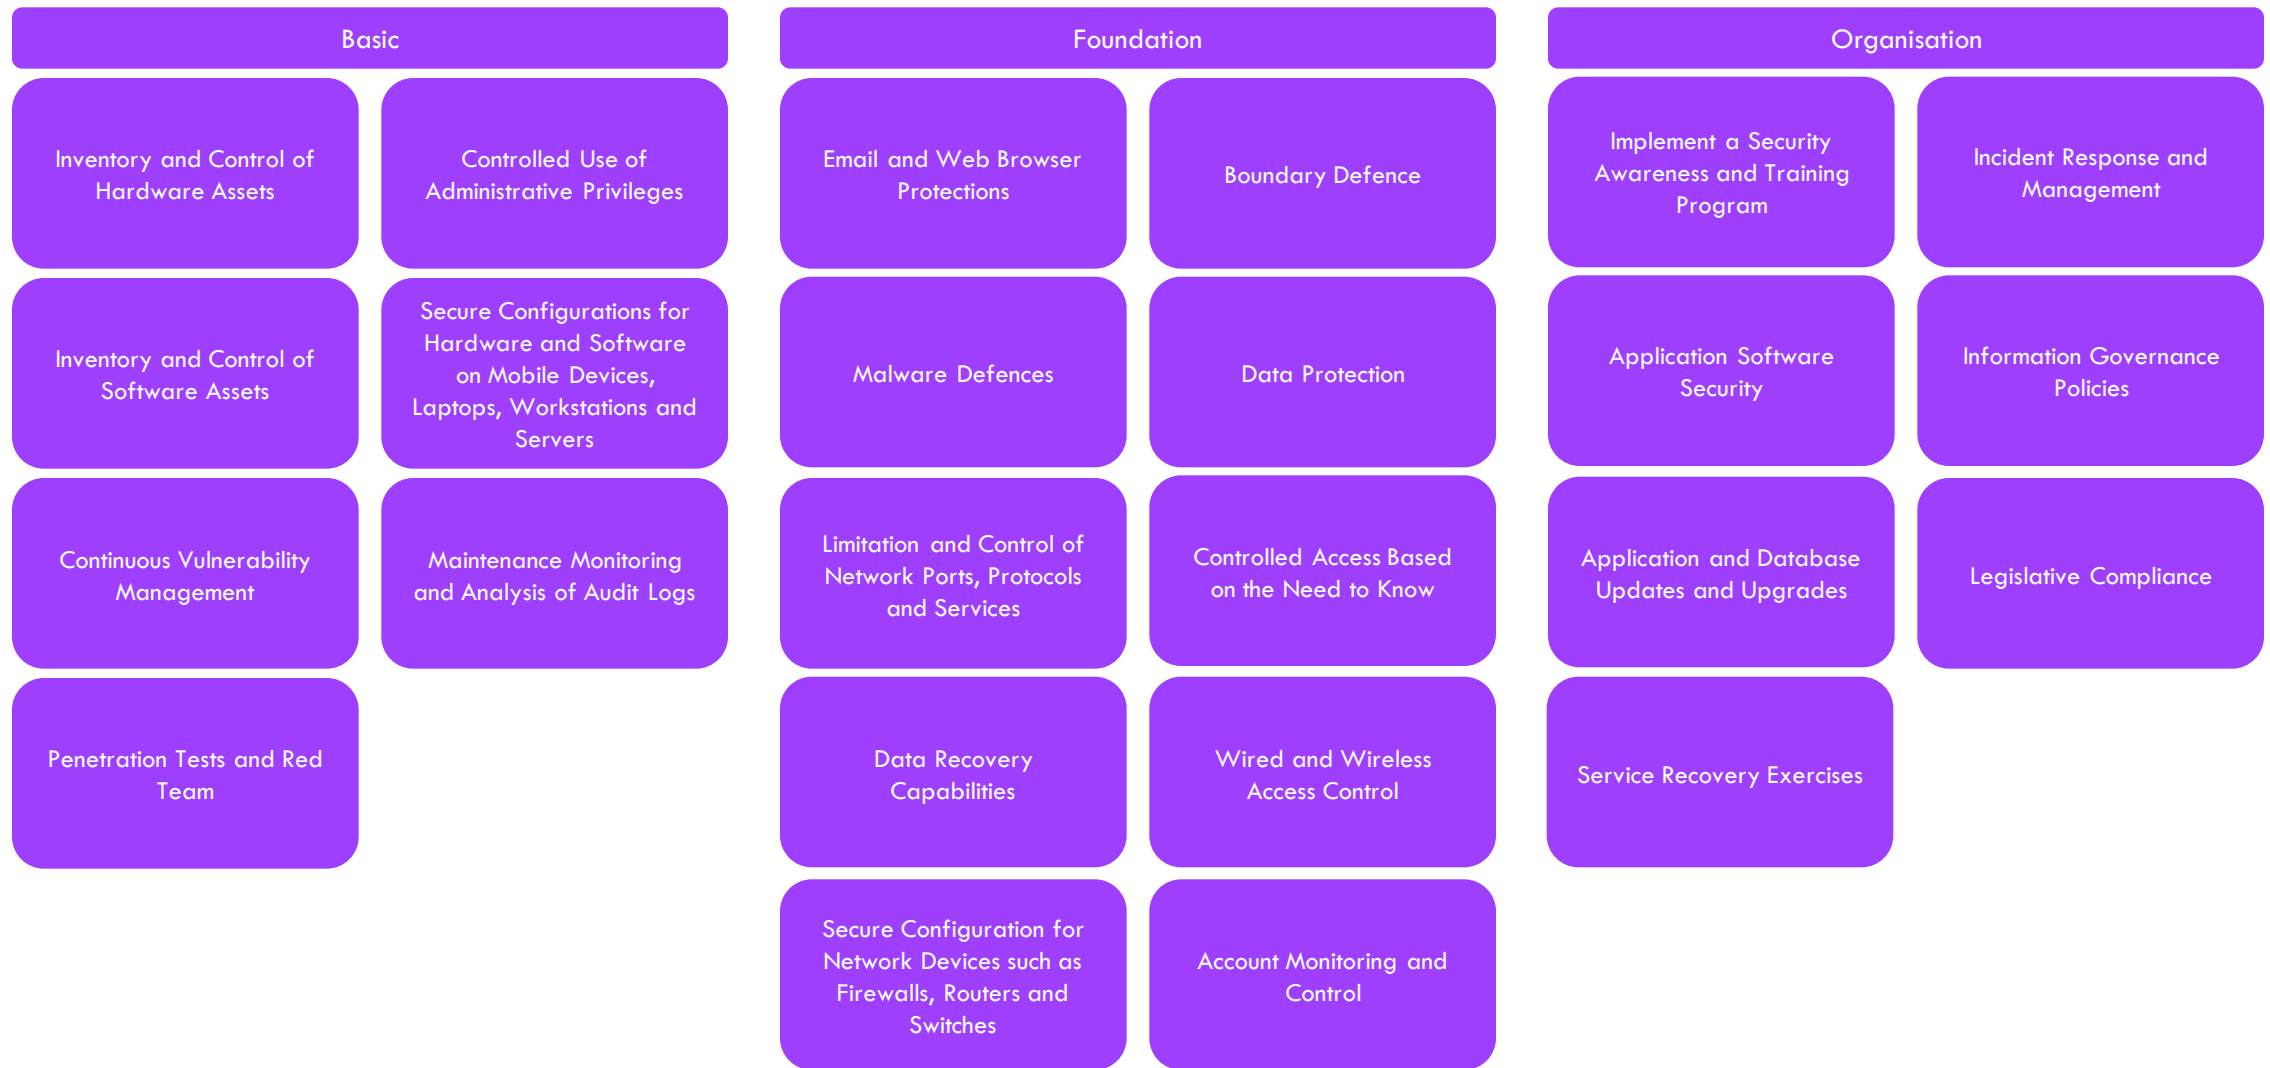 Basic
Inventory and Control of
Hardware Assets
Controlled Use of
Administrative Privileges
Inventory and Control of
Software Assets
Secure Configurations for
Hardware and Software
on Mobile Devices,
Laptops, Workstations and
Servers
Continuous Vulnerability
Management
Maintenance Monitoring
and Analysis of Audit Logs
Penetration Tests and Red
Team
Foundation
Email and Web Browser
Protections
Boundary Defence
Malware Defences
Data Protection
Limitation and Control of
Network Ports, Protocols
and Services
Controlled Access Based
on the Need to Know
Data Recovery
Capabilities
Wired and Wireless
Access Control
Secure Configuration for
Network Devices such as
Firewalls, Routers and
Switches
Account Monitoring and
Control
Organisation
Implement a Security
Awareness and Training
Program
Incident Response and
Management
Application Software
Security
Information Governance
Policies
Application and Database
Updates and Upgrades
Legislative Compliance
Service Recovery Exercises